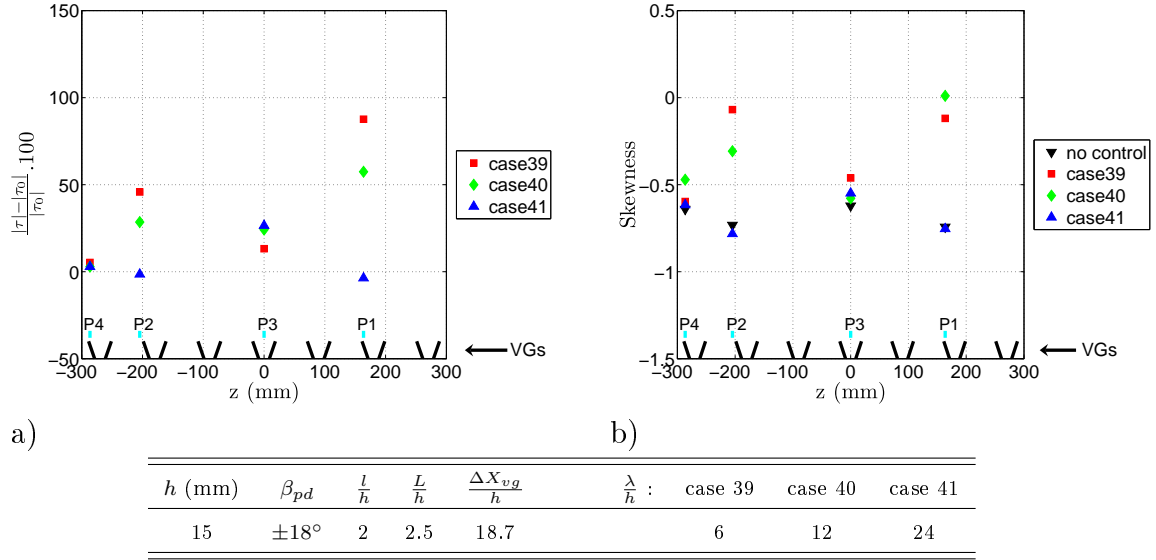 150
100
50
0
−50
|τ|−|τ₀| / |τ₀| .100
−300 −200 −100 0 100 200 300
z (mm)
P4 P2 P3 P1
VGs
case39
case40
case41
a)
0.5
0
−0.5
−1
−1.5
Skewness
−300 −200 −100 0 100 200 300
z (mm)
P4 P2 P3 P1
VGs
no control
case39
case40
case41
b)
h (mm) β_pd l/h L/h ΔX_vg/h λ/h : case 39 case 40 case 41
15 ±18° 2 2.5 18.7 6 12 24